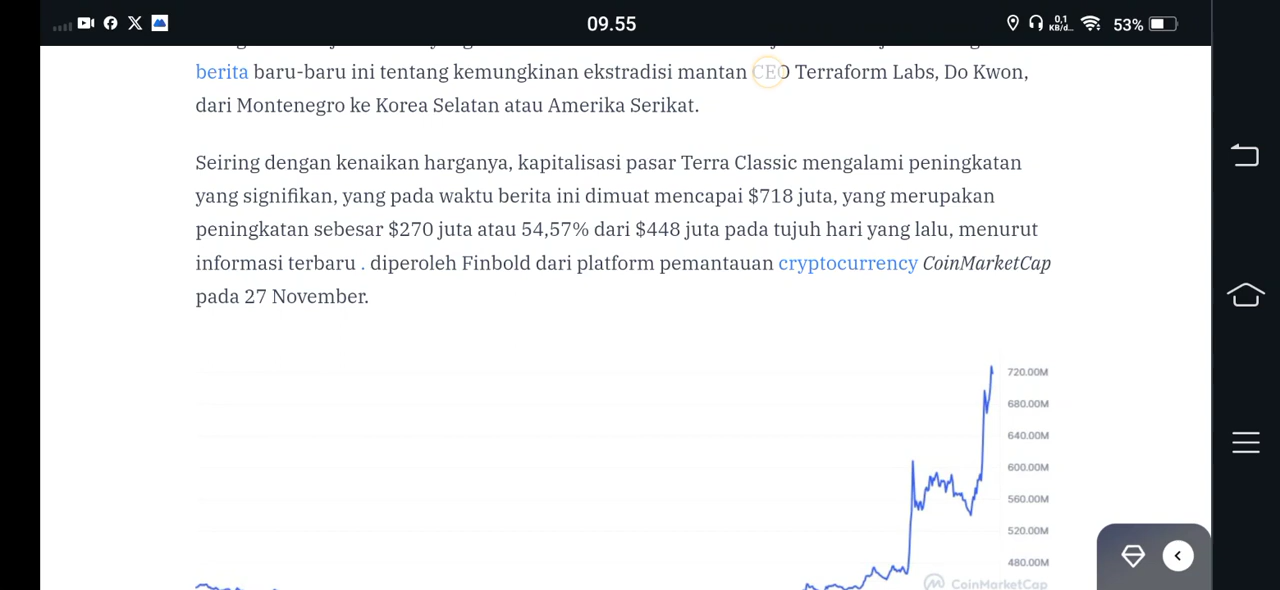 09.55
0,1
KB/d...
53%
berita baru-baru ini tentang kemungkinan ekstradisi mantan CEO Terraform Labs, Do Kwon,
dari Montenegro ke Korea Selatan atau Amerika Serikat.
Seiring dengan kenaikan harganya, kapitalisasi pasar Terra Classic mengalami peningkatan
yang signifikan, yang pada waktu berita ini dimuat mencapai $718 juta, yang merupakan
peningkatan sebesar $270 juta atau 54,57% dari $448 juta pada tujuh hari yang lalu, menurut
informasi terbaru . diperoleh Finbold dari platform pemantauan cryptocurrency CoinMarketCap
pada 27 November.
720.00M
680.00M
640.00M
600.00M
560.00M
520.00M
480.00M
CoinMarketCap